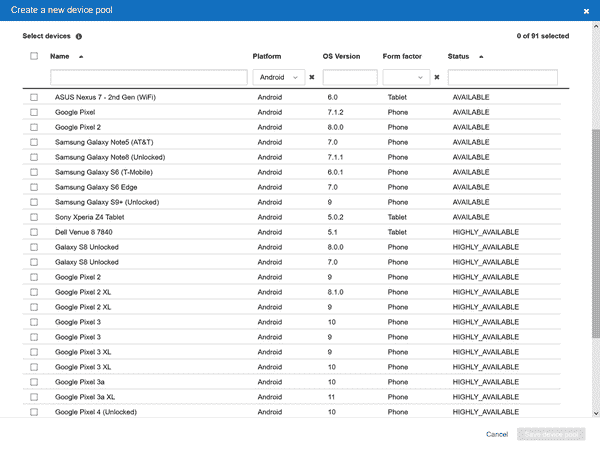 Create a new device pool
Select devices 0 of 91 selected
Name Platform OS Version Form factor Status
Android
ASUS Nexus 7 - 2nd Gen (WiFi) Android 6.0 Tablet AVAILABLE
Google Pixel Android 7.1.2 Phone AVAILABLE
Google Pixel 2 Android 8.0.0 Phone AVAILABLE
Samsung Galaxy Note5 (AT&T) Android 7.0 Phone AVAILABLE
Samsung Galaxy Note8 (Unlocked) Android 7.1.1 Phone AVAILABLE
Samsung Galaxy S6 (T-Mobile) Android 6.0.1 Phone AVAILABLE
Samsung Galaxy S6 Edge Android 7.0 Phone AVAILABLE
Samsung Galaxy S9+ (Unlocked) Android 9 Phone AVAILABLE
Sony Xperia Z4 Tablet Android 5.0.2 Tablet AVAILABLE
Dell Venue 8 7840 Android 5.1 Tablet HIGHLY_AVAILABLE
Galaxy S8 Unlocked Android 8.0.0 Phone HIGHLY_AVAILABLE
Galaxy S8 Unlocked Android 7.0 Phone HIGHLY_AVAILABLE
Google Pixel 2 Android 9 Phone HIGHLY_AVAILABLE
Google Pixel 2 XL Android 8.1.0 Phone HIGHLY_AVAILABLE
Google Pixel 2 XL Android 9 Phone HIGHLY_AVAILABLE
Google Pixel 3 Android 10 Phone HIGHLY_AVAILABLE
Google Pixel 3 Android 9 Phone HIGHLY_AVAILABLE
Google Pixel 3 XL Android 9 Phone HIGHLY_AVAILABLE
Google Pixel 3 XL Android 10 Phone HIGHLY_AVAILABLE
Google Pixel 3a Android 10 Phone HIGHLY_AVAILABLE
Google Pixel 3a XL Android 11 Phone HIGHLY_AVAILABLE
Google Pixel 4 (Unlocked) Android 10 Phone HIGHLY_AVAILABLE
Cancel Save device pool